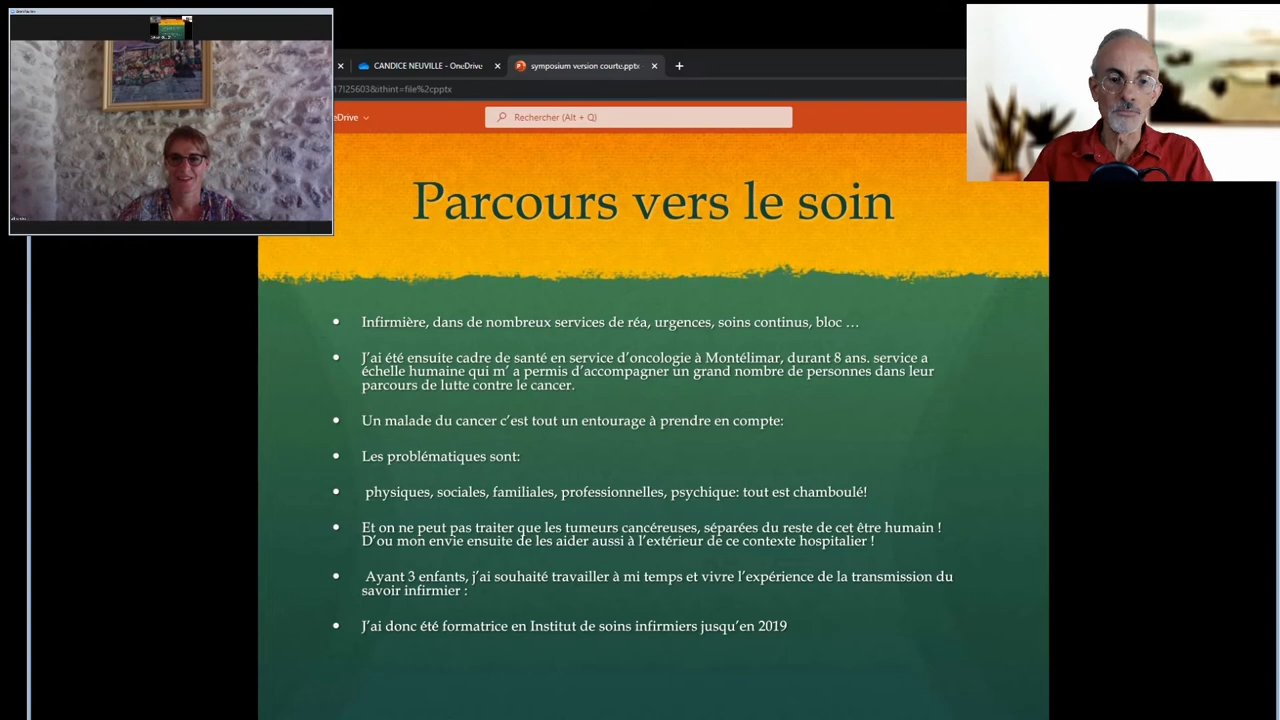 CANDICE NEUVILLE - OneDrive
symposium version courte.pptx
17!25603&ithint=file%2cpptx
eDrive
Rechercher (Alt + Q)
Parcours vers le soin
• Infirmière, dans de nombreux services de réa, urgences, soins continus, bloc …
• J’ai été ensuite cadre de santé en service d’oncologie à Montélimar, durant 8 ans. service a
échelle humaine qui m’ a permis d’accompagner un grand nombre de personnes dans leur
parcours de lutte contre le cancer.
• Un malade du cancer c’est tout un entourage à prendre en compte:
• Les problématiques sont:
• physiques, sociales, familiales, professionnelles, psychique: tout est chamboulé!
• Et on ne peut pas traiter que les tumeurs cancéreuses, séparées du reste de cet être humain !
D’ou mon envie ensuite de les aider aussi à l’extérieur de ce contexte hospitalier !
• Ayant 3 enfants, j’ai souhaité travailler à mi temps et vivre l’expérience de la transmission du
savoir infirmier :
• J’ai donc été formatrice en Institut de soins infirmiers jusqu’en 2019